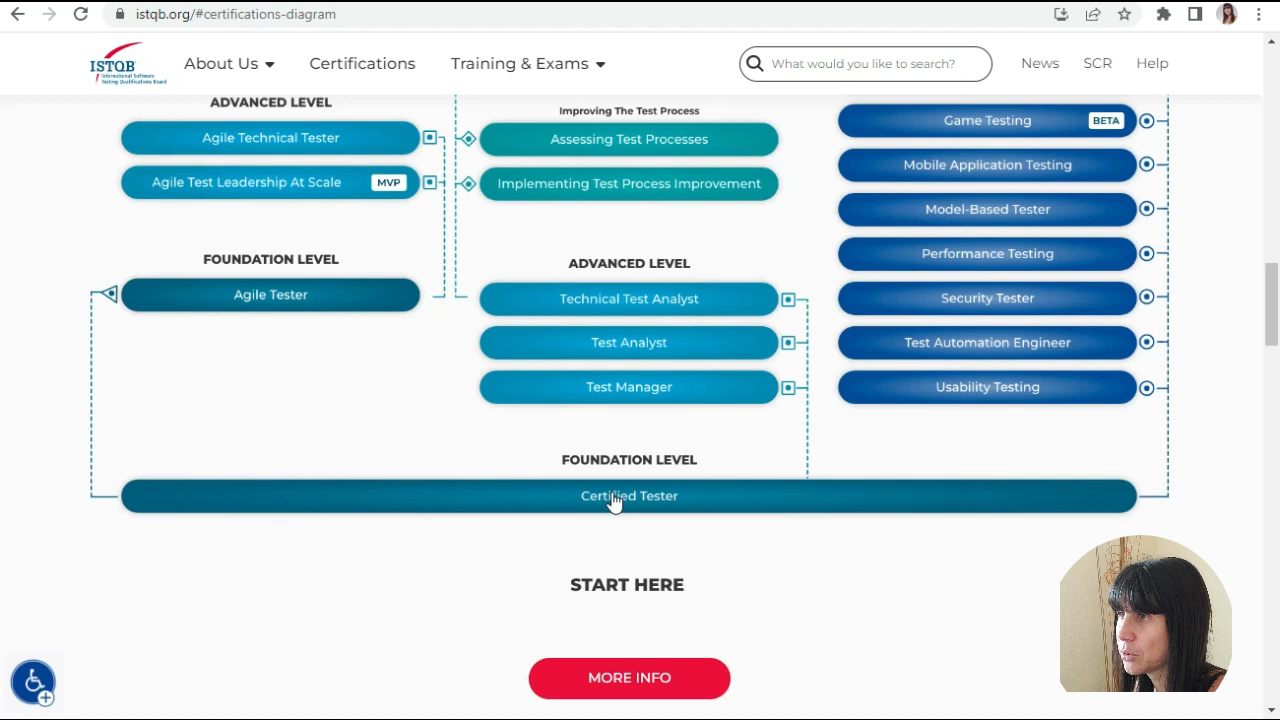 istqb.org/#certifications-diagram
ISTQB®
International Software
Testing Qualifications Board
About Us
Certifications
Training & Exams
What would you like to search?
News
SCR
Help
ADVANCED LEVEL
Agile Technical Tester
Agile Test Leadership At Scale MVP
FOUNDATION LEVEL
Agile Tester
Improving The Test Process
Assessing Test Processes
Implementing Test Process Improvement
ADVANCED LEVEL
Technical Test Analyst
Test Analyst
Test Manager
Game Testing BETA
Mobile Application Testing
Model-Based Tester
Performance Testing
Security Tester
Test Automation Engineer
Usability Testing
FOUNDATION LEVEL
Certified Tester
START HERE
MORE INFO